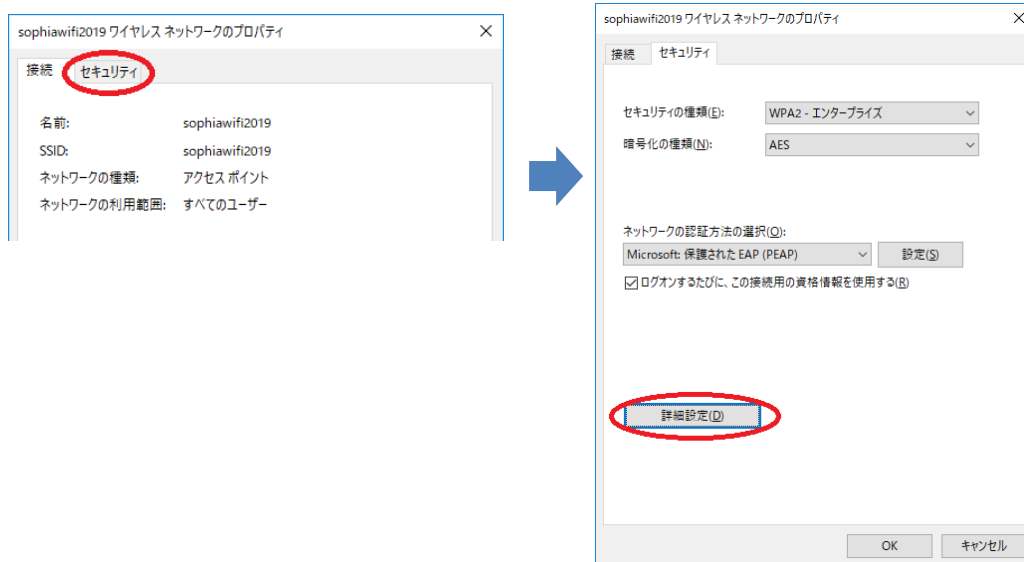 sophiawifi2019 ワイヤレス ネットワークのプロパティ
接続 セキュリティ
名前: sophiawifi2019
SSID: sophiawifi2019
ネットワークの種類: アクセス ポイント
ネットワークの利用範囲: すべてのユーザー
sophiawifi2019 ワイヤレス ネットワークのプロパティ
接続 セキュリティ
セキュリティの種類(E): WPA2 - エンタープライズ
暗号化の種類(N): AES
ネットワークの認証方法の選択(O):
Microsoft: 保護された EAP (PEAP) 設定(S)
ログオンするたびに、この接続用の資格情報を使用する(R)
詳細設定(D)
OK キャンセル